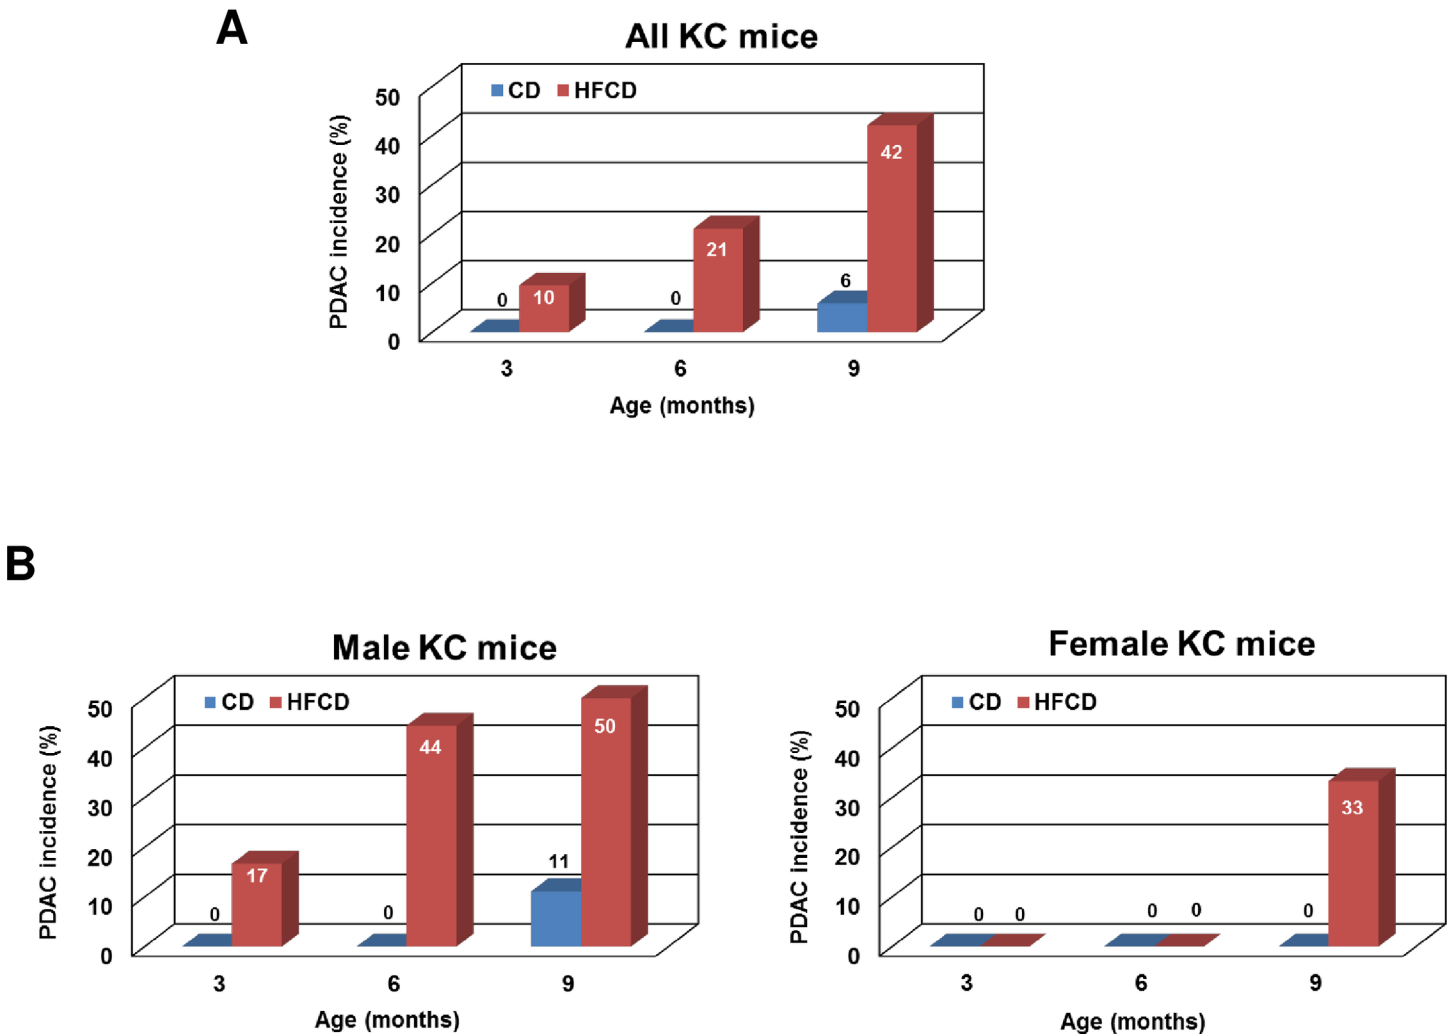 A
All KC mice
CD HFCD
50
40
30
20
10
0
PDAC incidence (%)
0 10
0 21
6 42
3 6 9
Age (months)
B
Male KC mice
CD HFCD
50
40
30
20
10
0
PDAC incidence (%)
0 17
0 44
11 50
3 6 9
Age (months)
Female KC mice
CD HFCD
50
40
30
20
10
0
PDAC incidence (%)
0 0
0 0
0 33
3 6 9
Age (months)